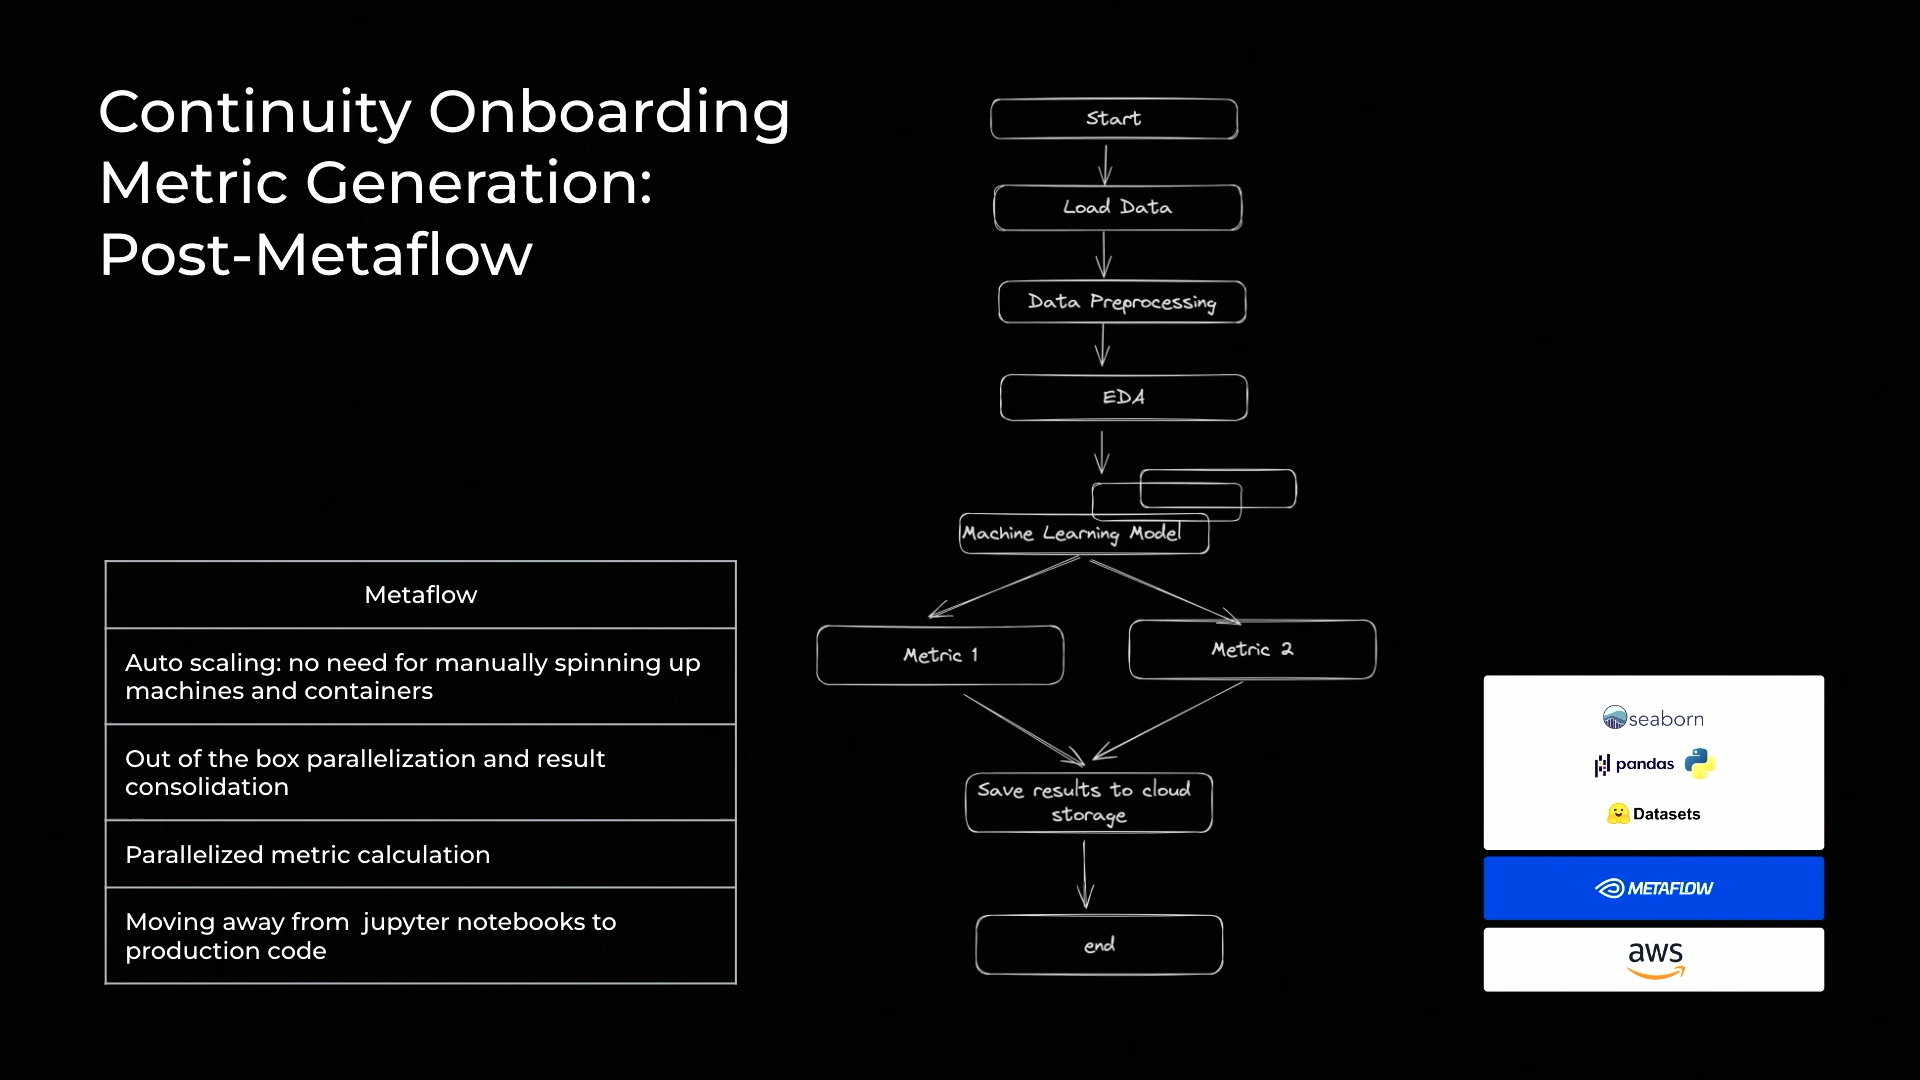 Continuity Onboarding
Metric Generation:
Post-Metaflow
Metaflow
Auto scaling: no need for manually spinning up
machines and containers
Out of the box parallelization and result
consolidation
Parallelized metric calculation
Moving away from jupyter notebooks to
production code
Start
Load Data
Data Preprocessing
EDA
Machine Learning Model
Metric 1
Metric 2
Save results to cloud
storage
end
seaborn
pandas
Datasets
METAFLOW
aws